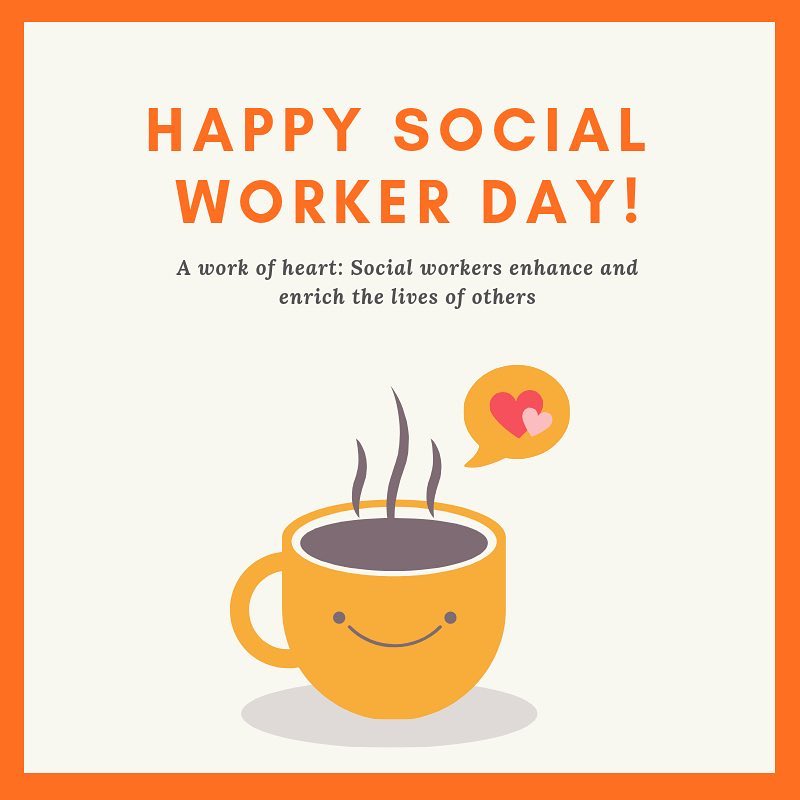 HAPPY SOCIAL
WORKER DAY!
A work of heart: Social workers enhance and
enrich the lives of others